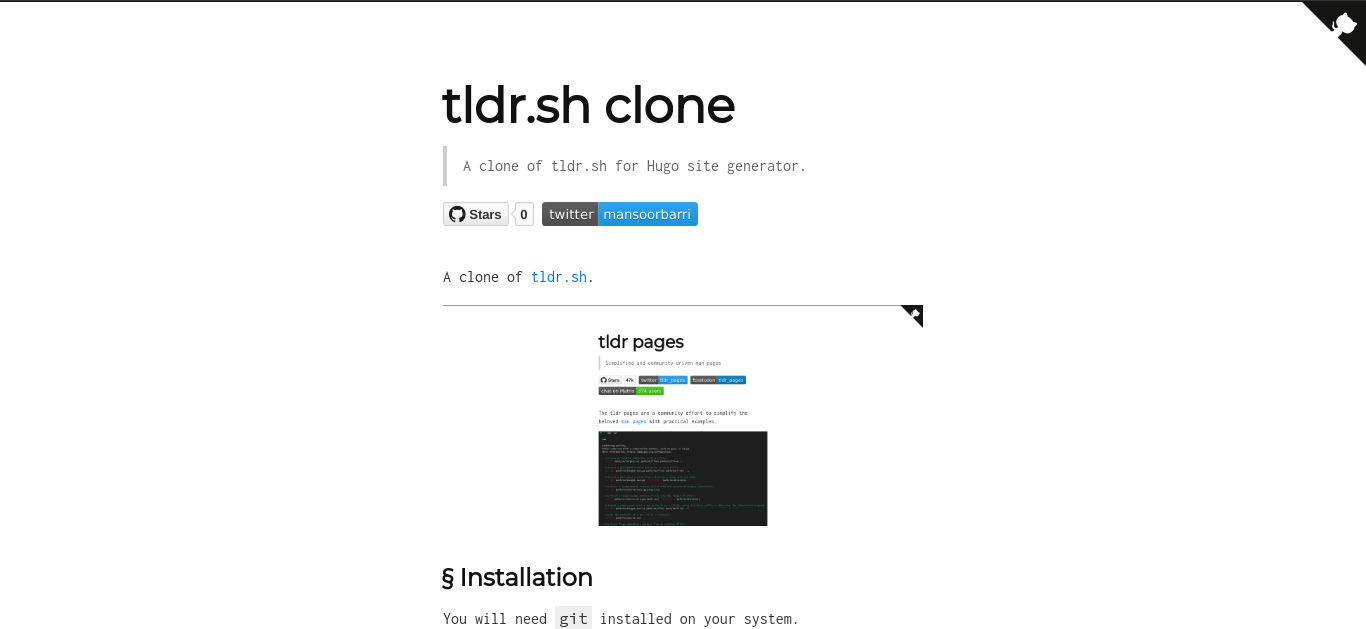 tldr.sh clone
A clone of tldr.sh for Hugo site generator.
Stars 0 twitter mansoorbarri
A clone of tldr.sh.
tldr pages
Simplified and community-driven man pages
Stars 47k twitter tldr_pages fosstodon tldr_pages
chat on Matrix 574 users
The tldr pages are a community effort to simplify the
beloved man pages with practical examples.
§ Installation
You will need git installed on your system.